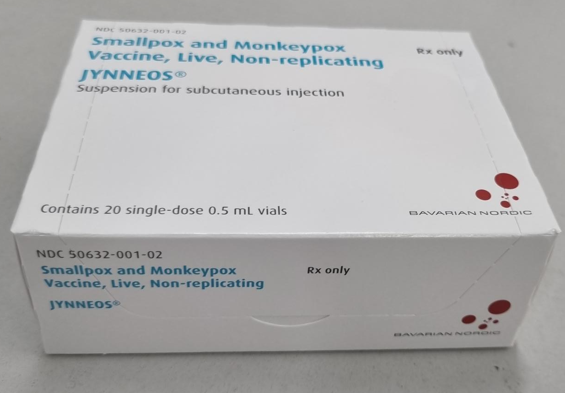 NDC 50632-001-02
Smallpox and Monkeypox
Vaccine, Live, Non-replicating
JYNNEOS®
Suspension for subcutaneous injection
Rx only
Contains 20 single-dose 0.5 mL vials
BAVARIAN NORDIC
NDC 50632-001-02
Smallpox and Monkeypox
Vaccine, Live, Non-replicating
JYNNEOS®
Rx only
BAVARIAN NORDIC